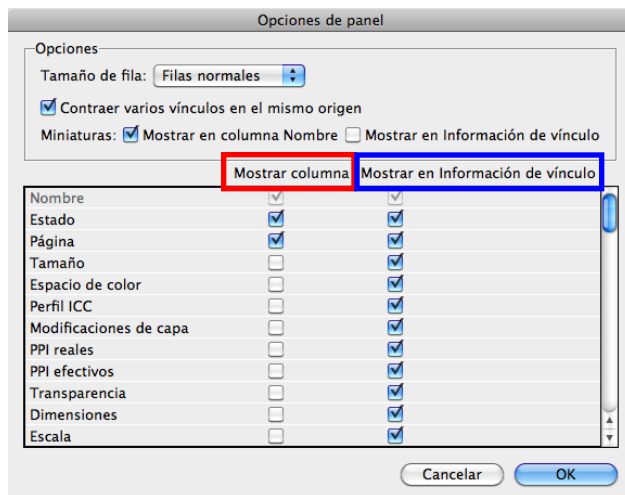 Opciones de panel
Opciones
Tamaño de fila: Filas normales
Contraer varios vínculos en el mismo origen
Miniaturas: Mostrar en columna Nombre Mostrar en Información de vínculo
Mostrar columna Mostrar en Información de vínculo
Nombre
Estado
Página
Tamaño
Espacio de color
Perfil ICC
Modificaciones de capa
PPI reales
PPI efectivos
Transparencia
Dimensiones
Escala
Cancelar OK